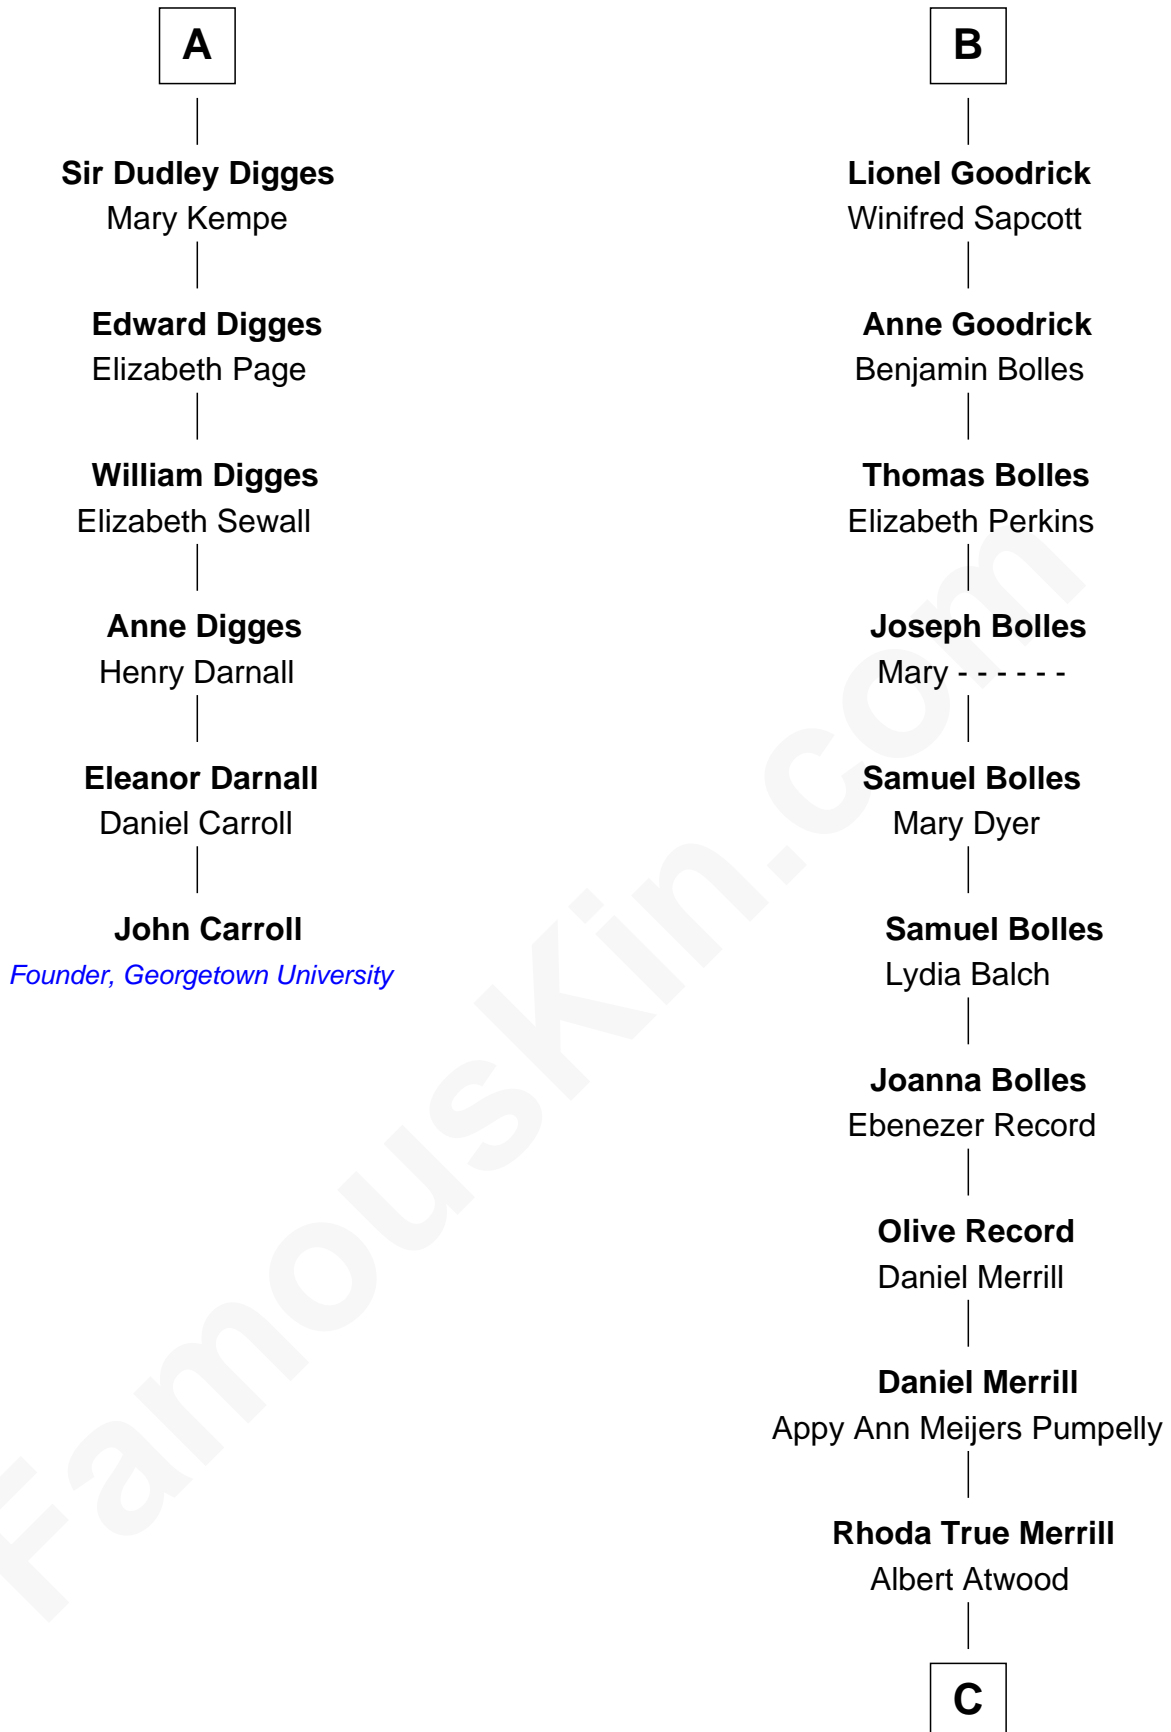 A
Sir Dudley Digges
Mary Kempe
Edward Digges
Elizabeth Page
William Digges
Elizabeth Sewall
Anne Digges
Henry Darnall
Eleanor Darnall
Daniel Carroll
John Carroll
Founder, Georgetown University
B
Lionel Goodrick
Winifred Sapcott
Anne Goodrick
Benjamin Bolles
Thomas Bolles
Elizabeth Perkins
Joseph Bolles
Mary - - - - - -
Samuel Bolles
Mary Dyer
Samuel Bolles
Lydia Balch
Joanna Bolles
Ebenezer Record
Olive Record
Daniel Merrill
Daniel Merrill
Appy Ann Meijers Pumpelly
Rhoda True Merrill
Albert Atwood
C
FamousKin.com